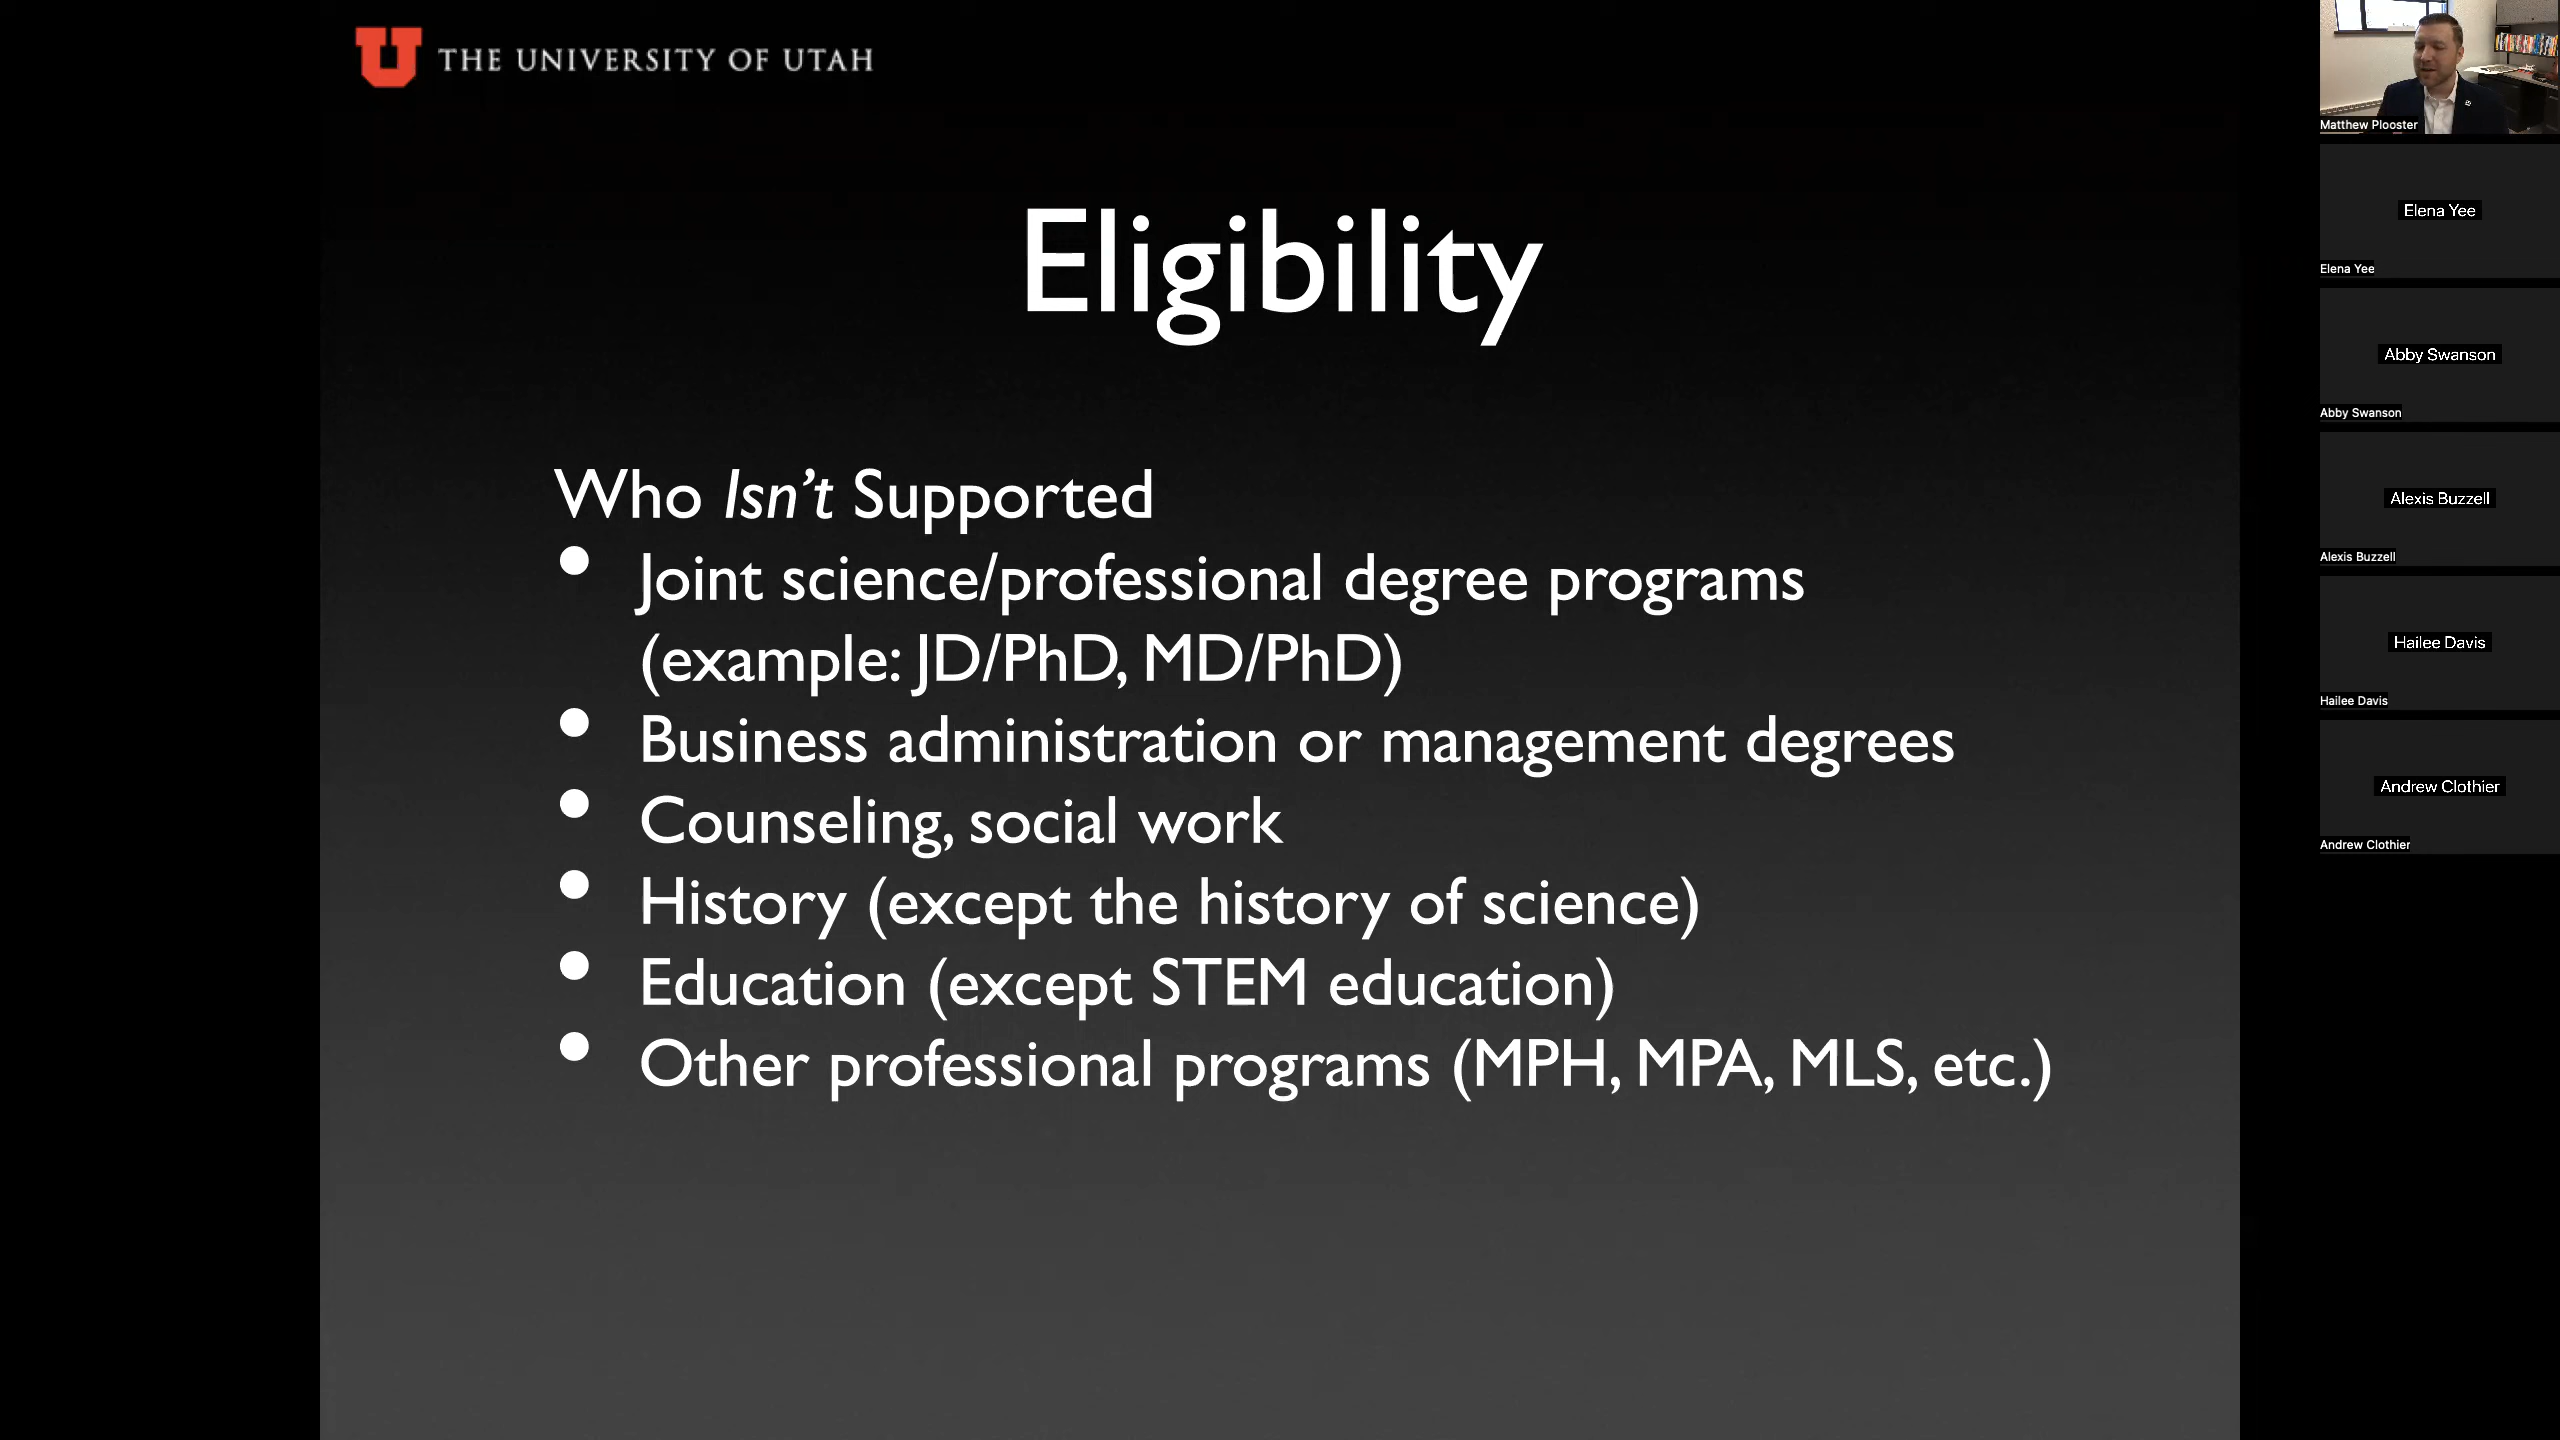 U THE UNIVERSITY OF UTAH
Eligibility
Who Isn't Supported
• Joint science/professional degree programs
(example: JD/PhD, MD/PhD)
• Business administration or management degrees
• Counseling, social work
• History (except the history of science)
• Education (except STEM education)
• Other professional programs (MPH, MPA, MLS, etc.)
Matthew Plooster
Elena Yee
Elena Yee
Abby Swanson
Abby Swanson
Alexis Buzzell
Alexis Buzzell
Hailee Davis
Hailee Davis
Andrew Clothier
Andrew Clothier